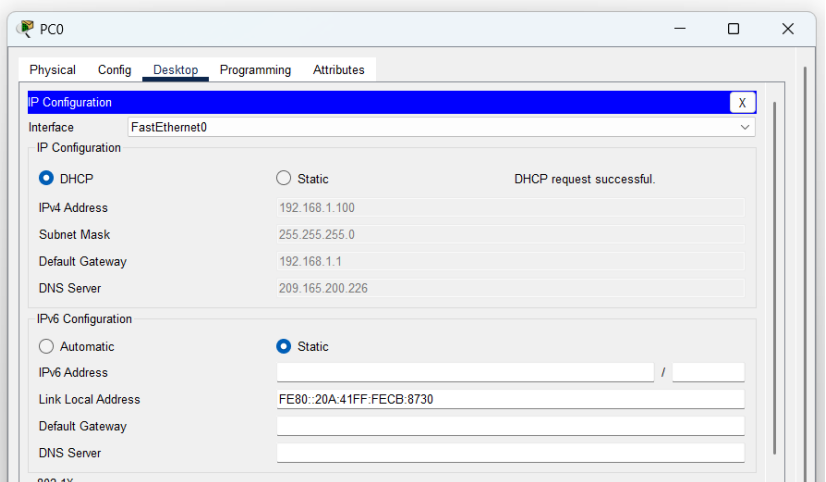 PC0
Physical Config Desktop Programming Attributes
IP Configuration X
Interface FastEthernet0
IP Configuration
DHCP Static DHCP request successful.
IPv4 Address 192.168.1.100
Subnet Mask 255.255.255.0
Default Gateway 192.168.1.1
DNS Server 209.165.200.226
IPv6 Configuration
Automatic Static
IPv6 Address /
Link Local Address FE80::20A:41FF:FECB:8730
Default Gateway
DNS Server
802.1X